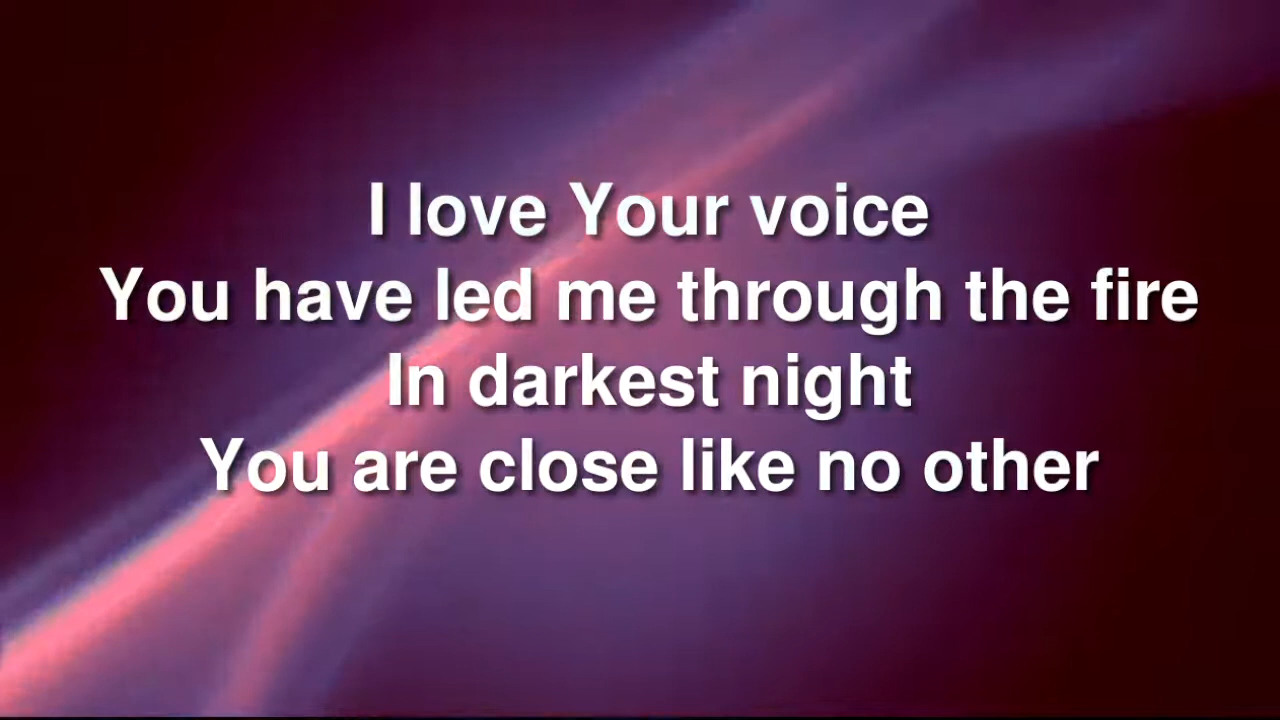 I love Your voice
You have led me through the fire
In darkest night
You are close like no other